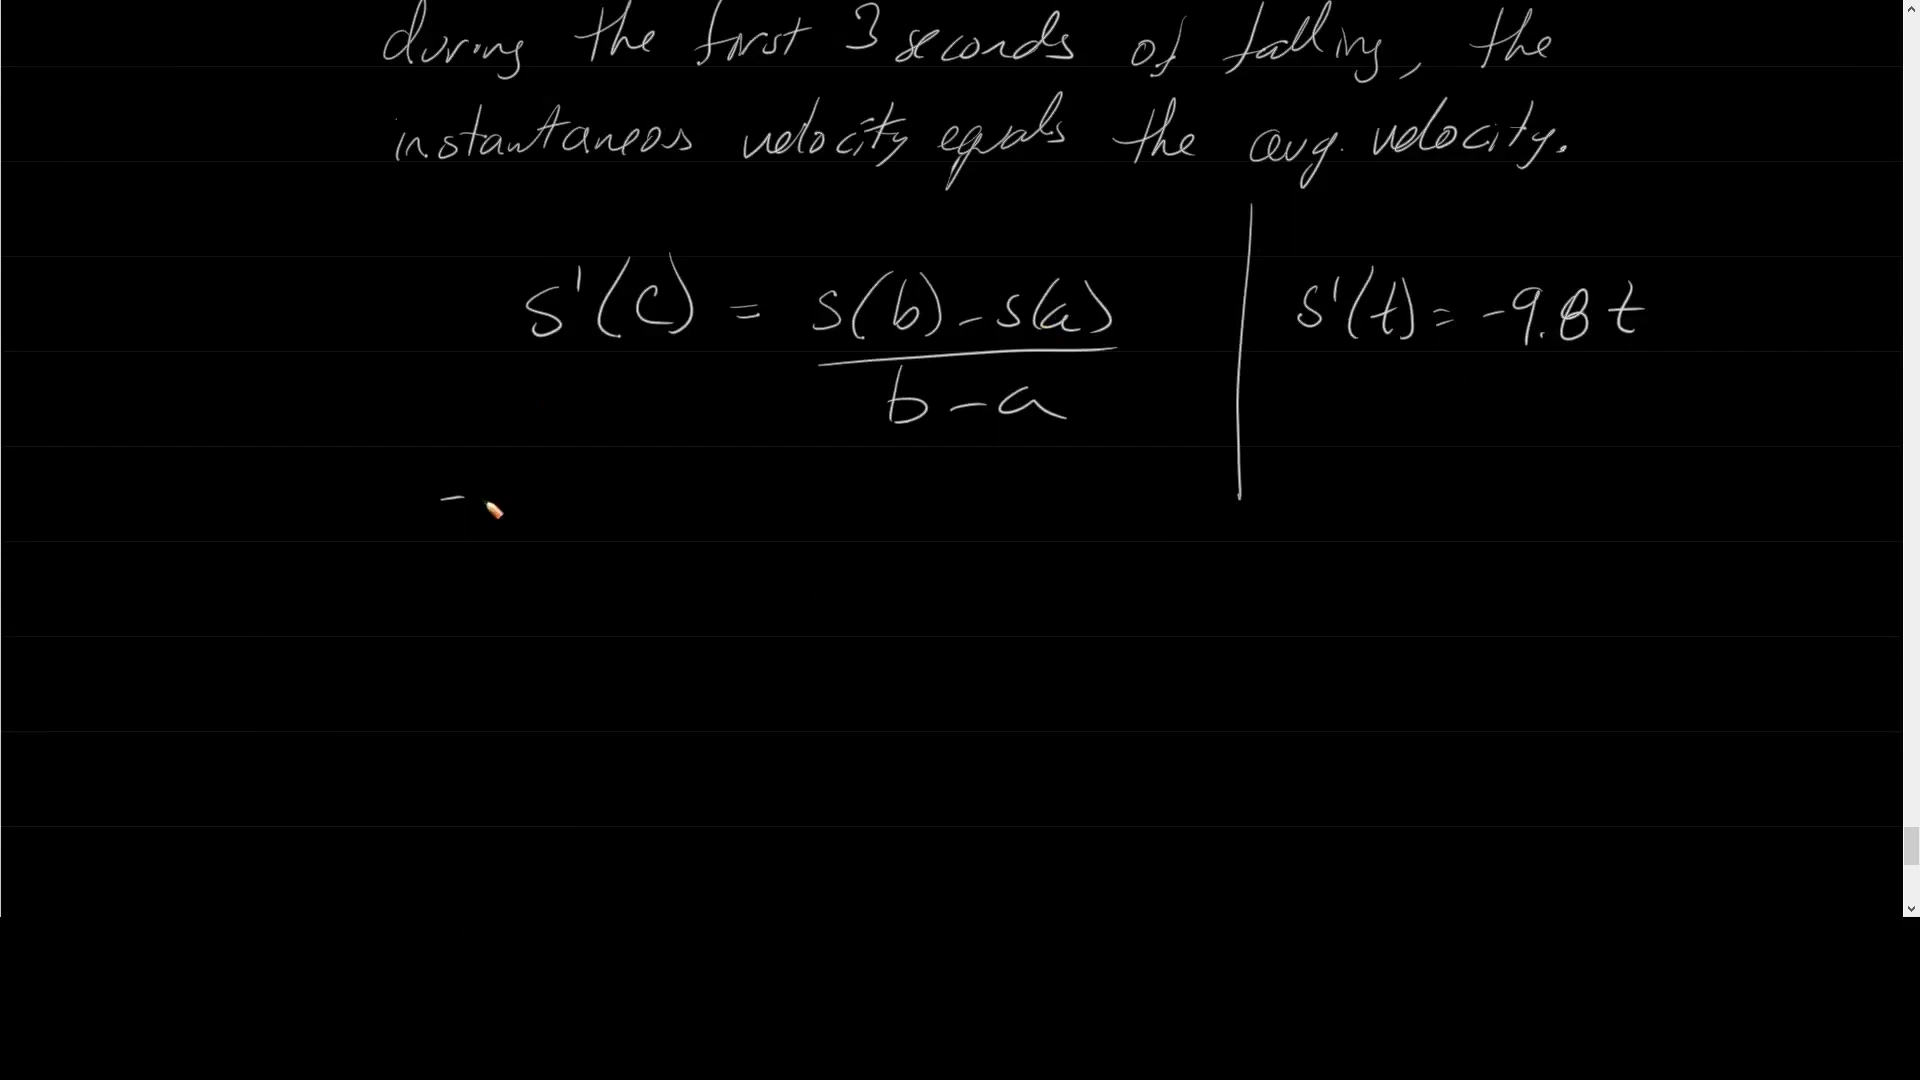 during the first 3 seconds of falling, the
instantaneos velocity equals the avg. velocity.
s'(c) = s(b) - s(a) / b - a
s'(t) = -9.8t
-